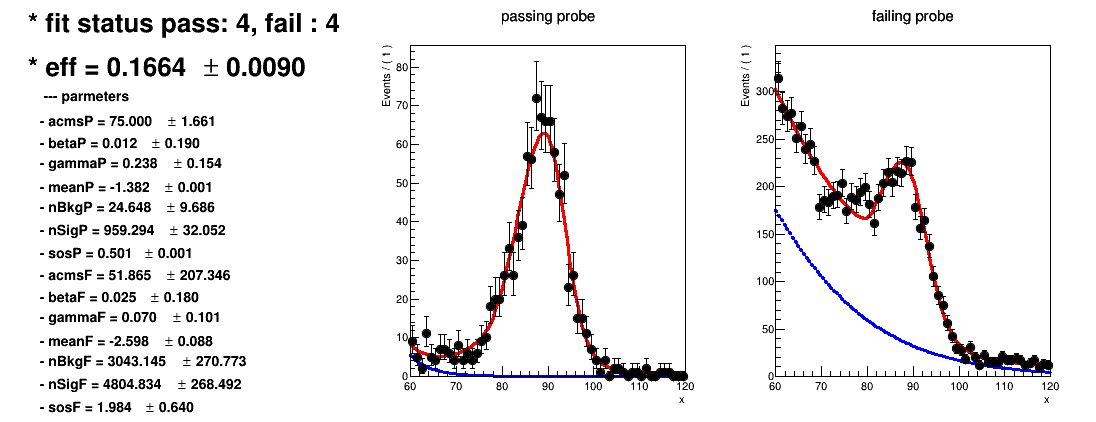 * fit status pass: 4, fail : 4
* eff = 0.1664 ± 0.0090
--- parmeters
- acmsP = 75.000 ± 1.661
- betaP = 0.012 ± 0.190
- gammaP = 0.238 ± 0.154
- meanP = -1.382 ± 0.001
- nBkgP = 24.648 ± 9.686
- nSigP = 959.294 ± 32.052
- sosP = 0.501 ± 0.001
- acmsF = 51.865 ± 207.346
- betaF = 0.025 ± 0.180
- gammaF = 0.070 ± 0.101
- meanF = -2.598 ± 0.088
- nBkgF = 3043.145 ± 270.773
- nSigF = 4804.834 ± 268.492
- sosF = 1.984 ± 0.640
passing probe
Events / ( 1 )
80
70
60
50
40
30
20
10
0
60 70 80 90 100 110 120
x
failing probe
Events / ( 1 )
300
250
200
150
100
50
0
60 70 80 90 100 110 120
x